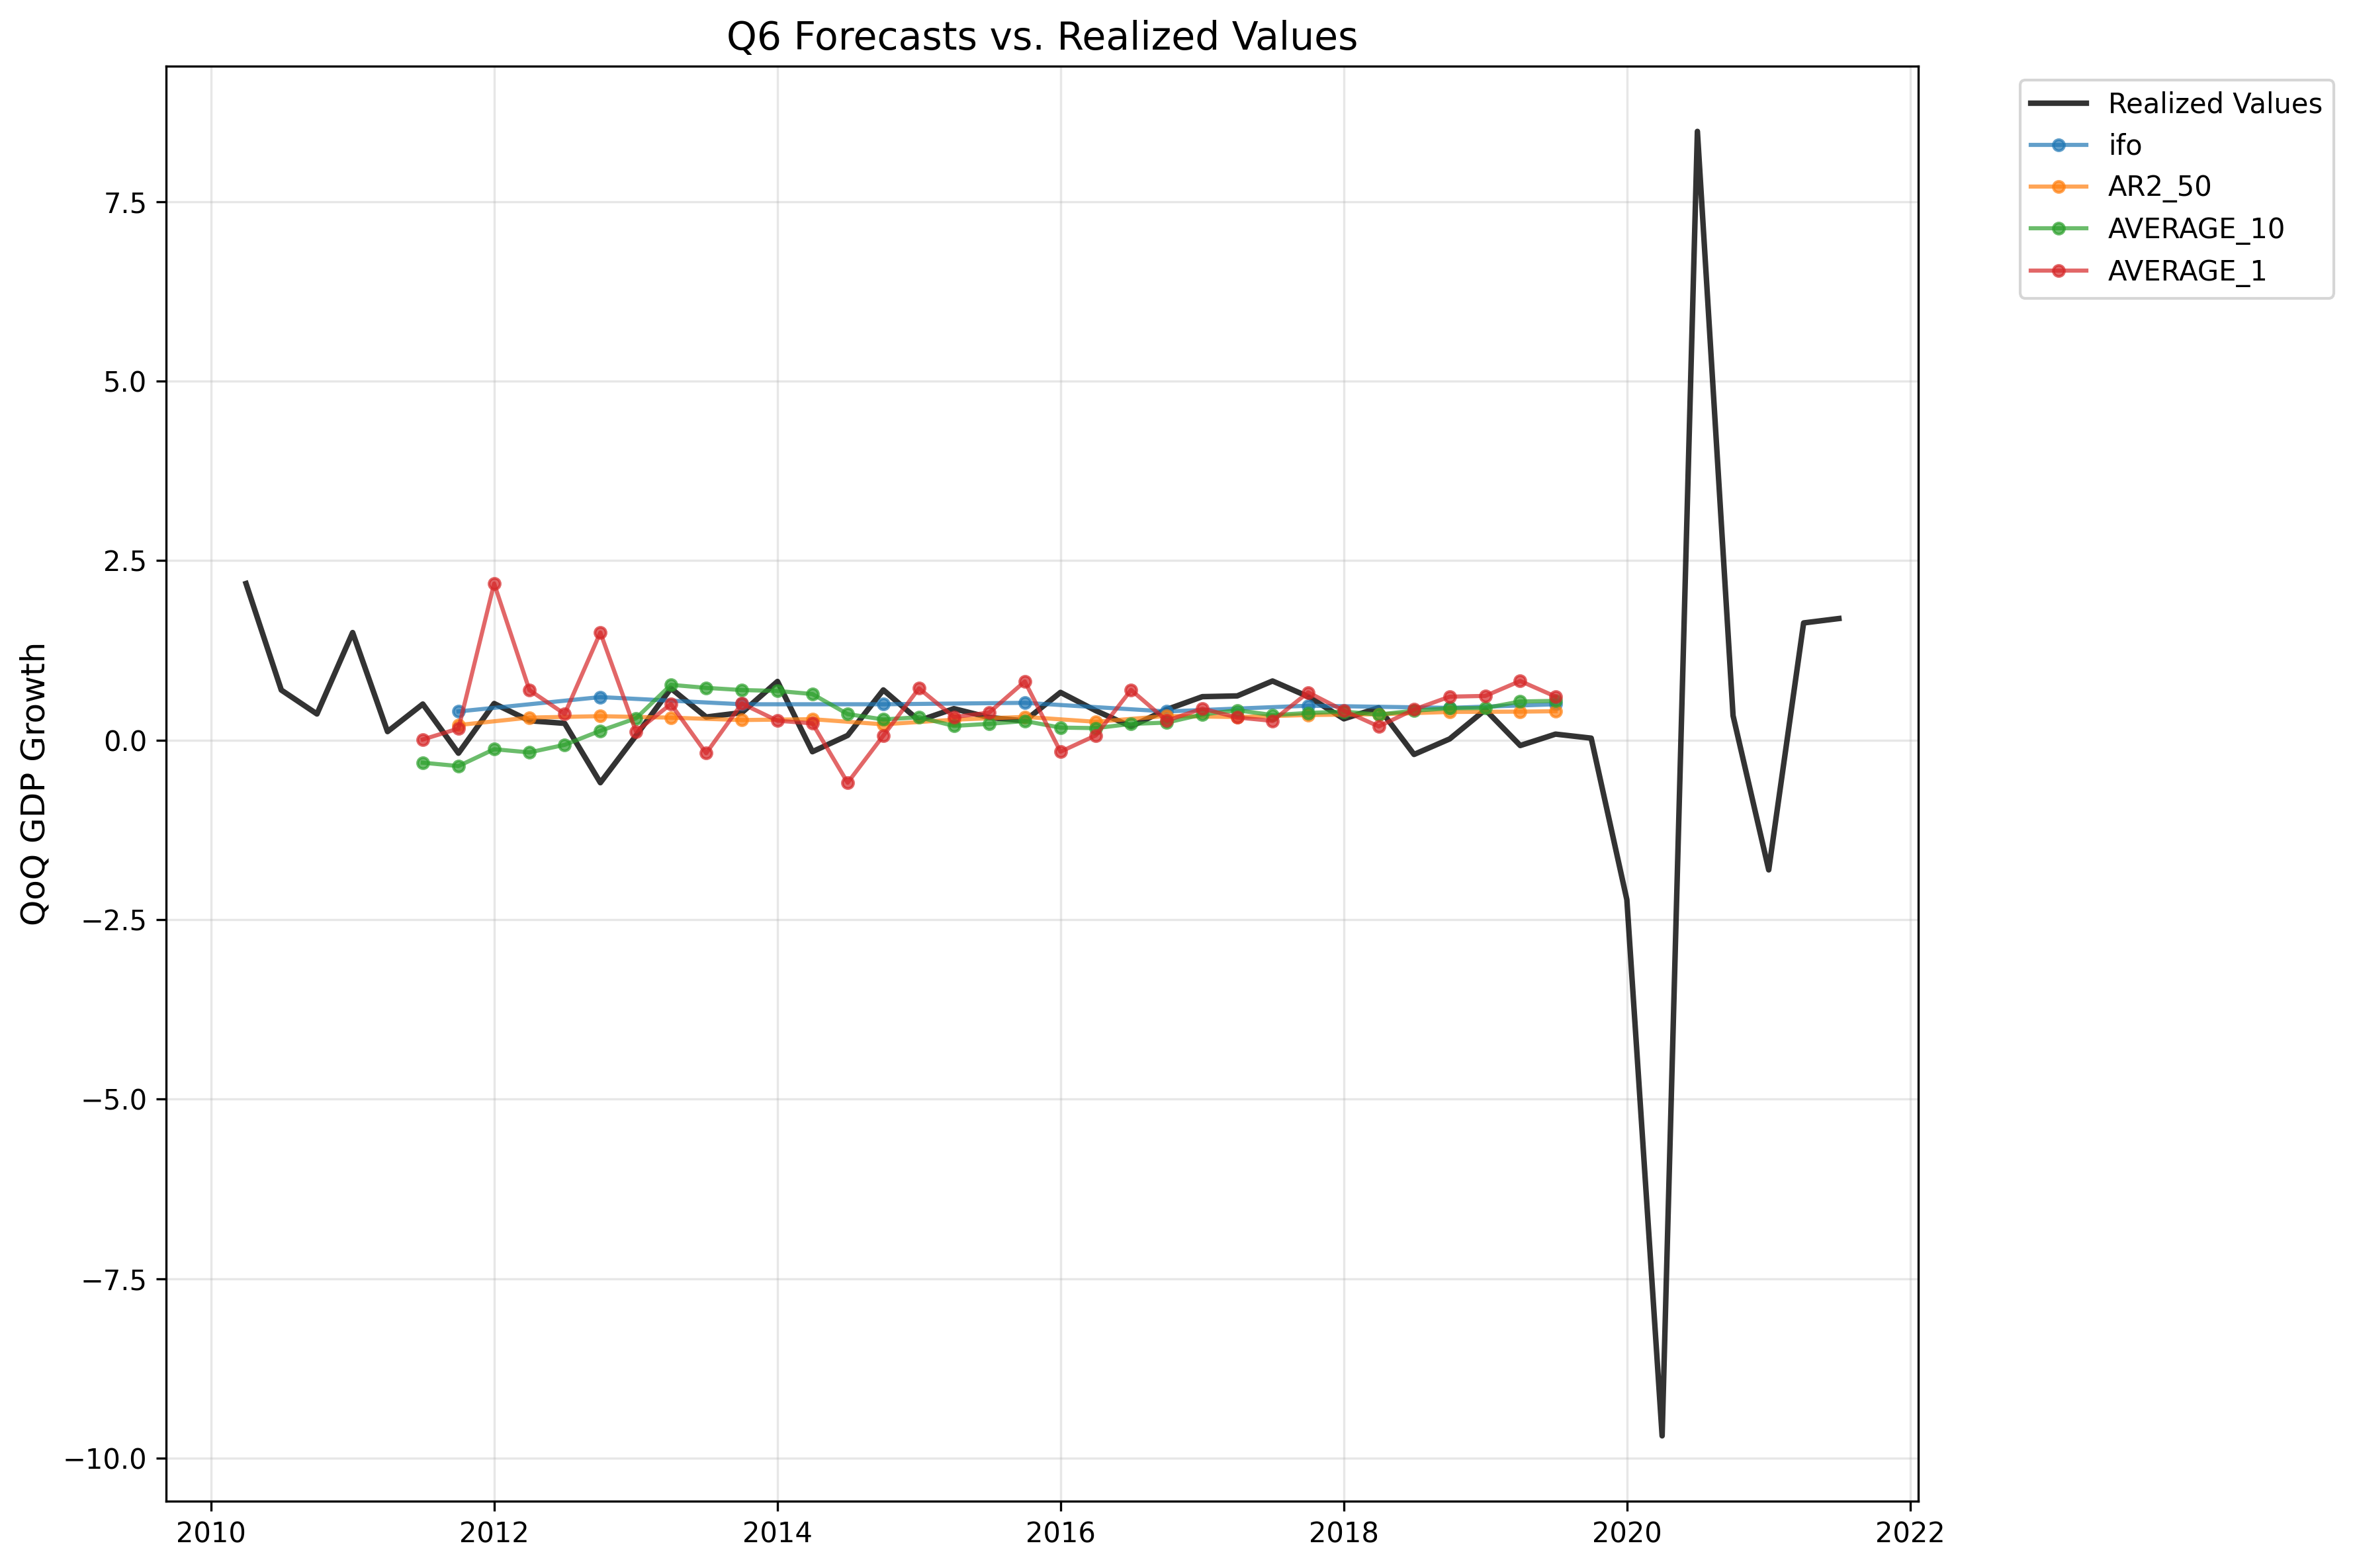 Q6 Forecasts vs. Realized Values
Realized Values
ifo
AR2_50
AVERAGE_10
AVERAGE_1
QoQ GDP Growth
7.5
5.0
2.5
0.0
−2.5
−5.0
−7.5
−10.0
2010 2012 2014 2016 2018 2020 2022